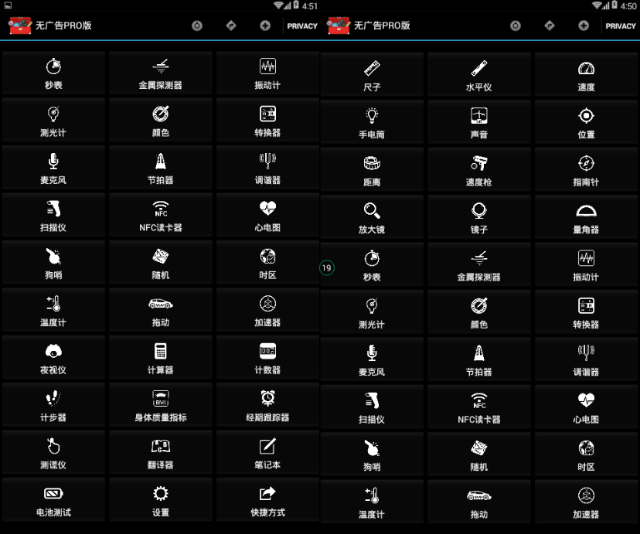 4:51
无广告PRO版
PRIVACY
秒表 金属探测器 振动计
测光计 颜色 转换器
麦克风 节拍器 调谐器
NFC
扫描仪 NFC读卡器 心电图
狗哨 随机 时区
温度计 拖动 加速器
夜视仪 计算器 计数器
BMI
计步器 身体质量指标 经期跟踪器
测谎仪 翻译器 笔记本
电池测试 设置 快捷方式
4:50
无广告PRO版
PRIVACY
尺子 水平仪 速度
手电筒 声音 位置
距离 速度枪 指南针
放大镜 镜子 量角器
19
秒表 金属探测器 振动计
测光计 颜色 转换器
麦克风 节拍器 调谐器
NFC
扫描仪 NFC读卡器 心电图
狗哨 随机 时区
温度计 拖动 加速器